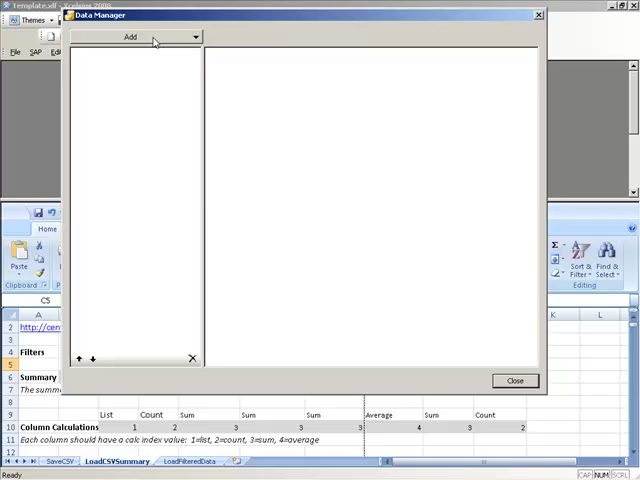 Template.xlf - Xcelsius 2008
Data Manager
Themes
Add
File SAP
Home
Paste
Clipboard
Sort & Filter
Find & Select
Editing
C5
A
K L
2 http://cen
3
4 Filters
5
6 Summary
7 The summ
8
9 List Count Sum Sum Sum Average Sum Count
10 Column Calculations 1 2 3 3 3 4 3 2
11 Each column should have a calc index value: 1=list, 2=count, 3=sum, 4=average
12
Close
SaveCSV LoadCSVSummary LoadFilteredData
Ready
CAP NUM SCRL